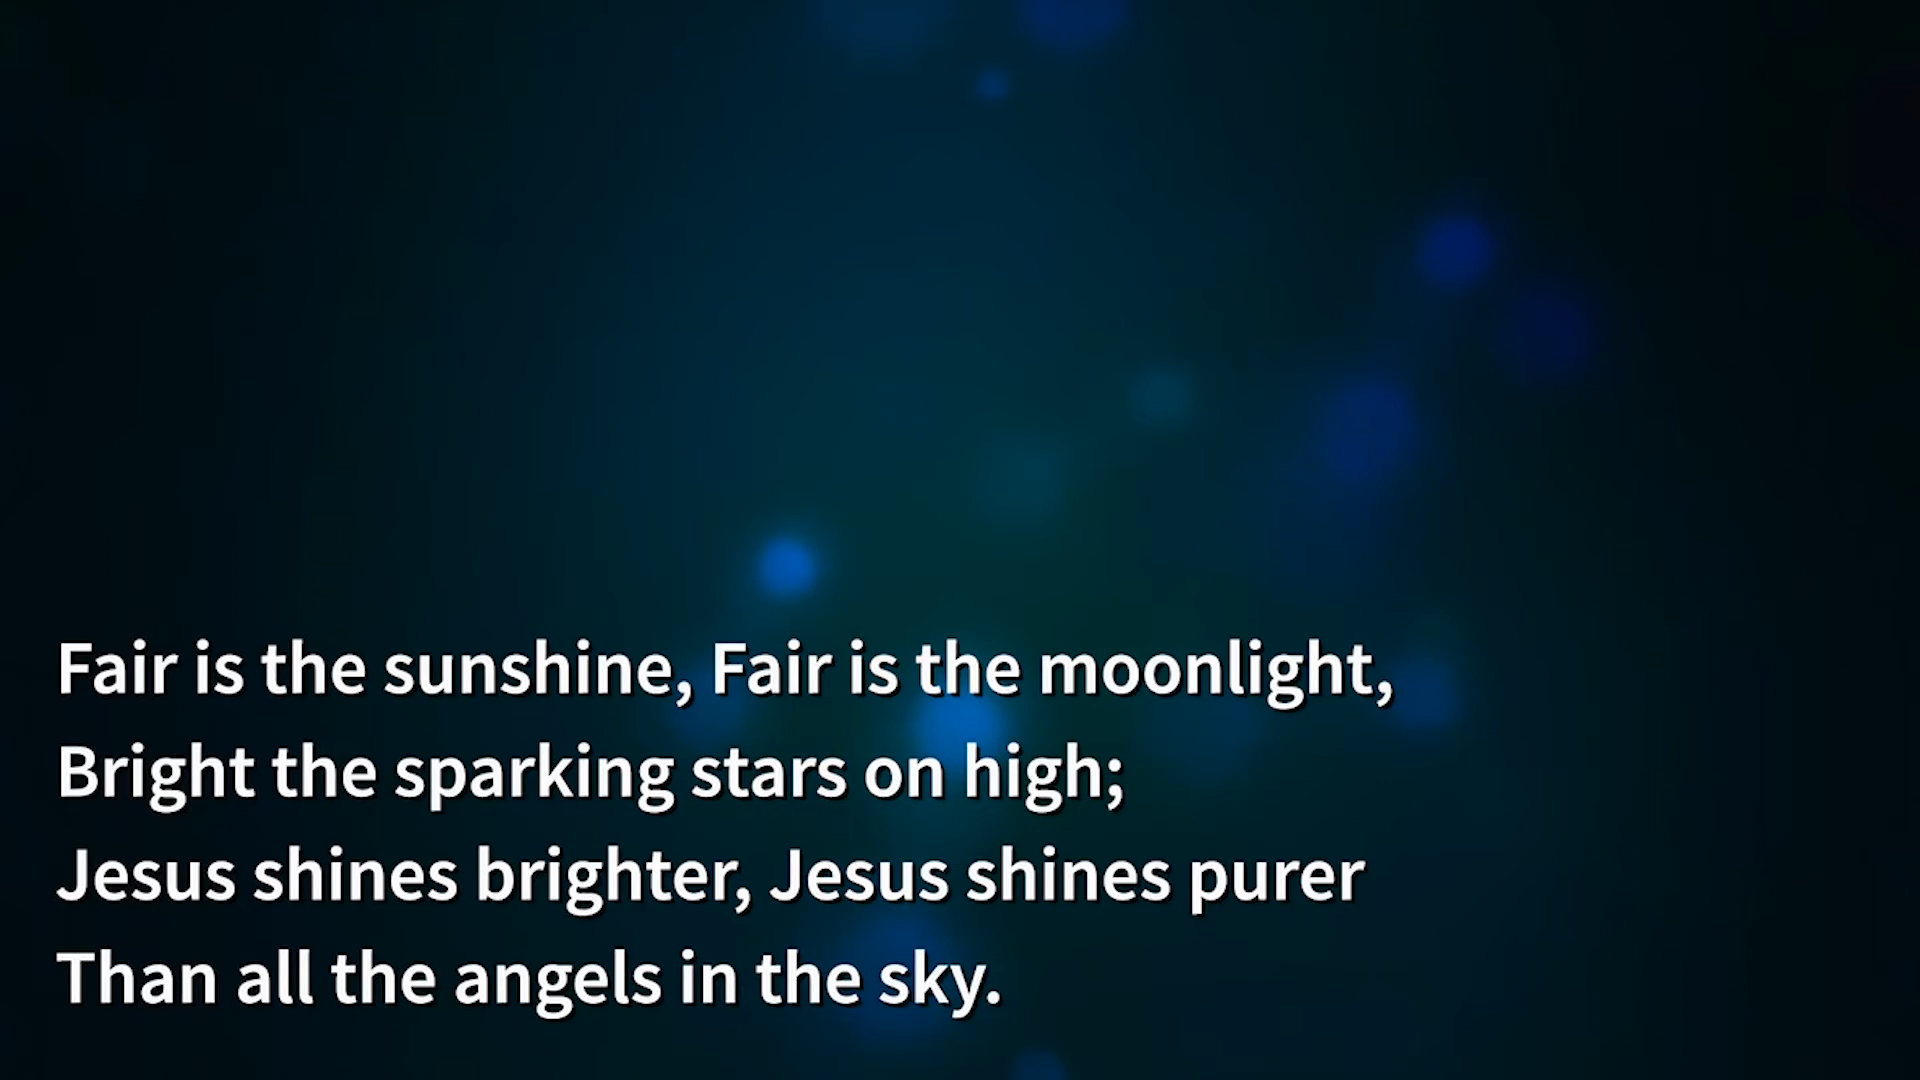 Fair is the sunshine, Fair is the moonlight,
Bright the sparking stars on high;
Jesus shines brighter, Jesus shines purer
Than all the angels in the sky.